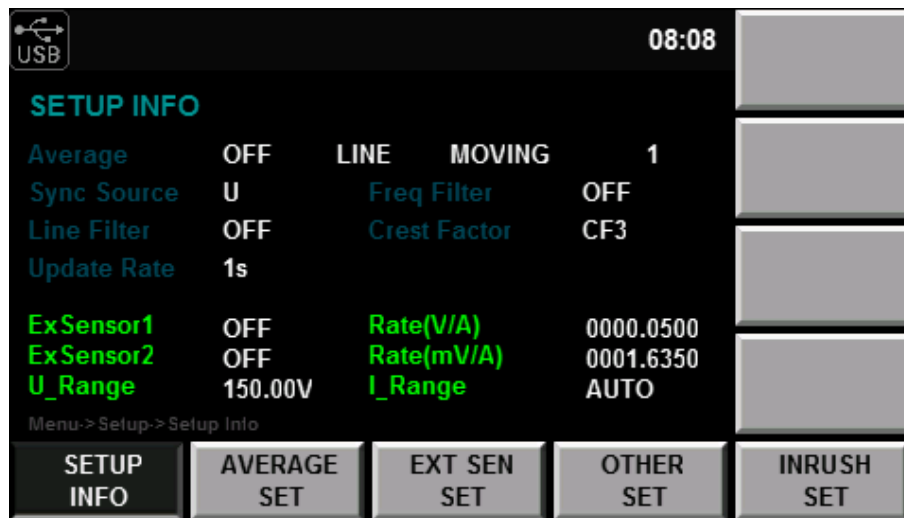 USB
08:08
SETUP INFO
Average OFF LINE MOVING 1
Sync Source U Freq Filter OFF
Line Filter OFF Crest Factor CF3
Update Rate 1s
ExSensor1 OFF Rate(V/A) 0000.0500
ExSensor2 OFF Rate(mV/A) 0001.6350
U_Range 150.00V I_Range AUTO
Menu->Setup->Setup Info
SETUP INFO
AVERAGE SET
EXT SEN SET
OTHER SET
INRUSH SET